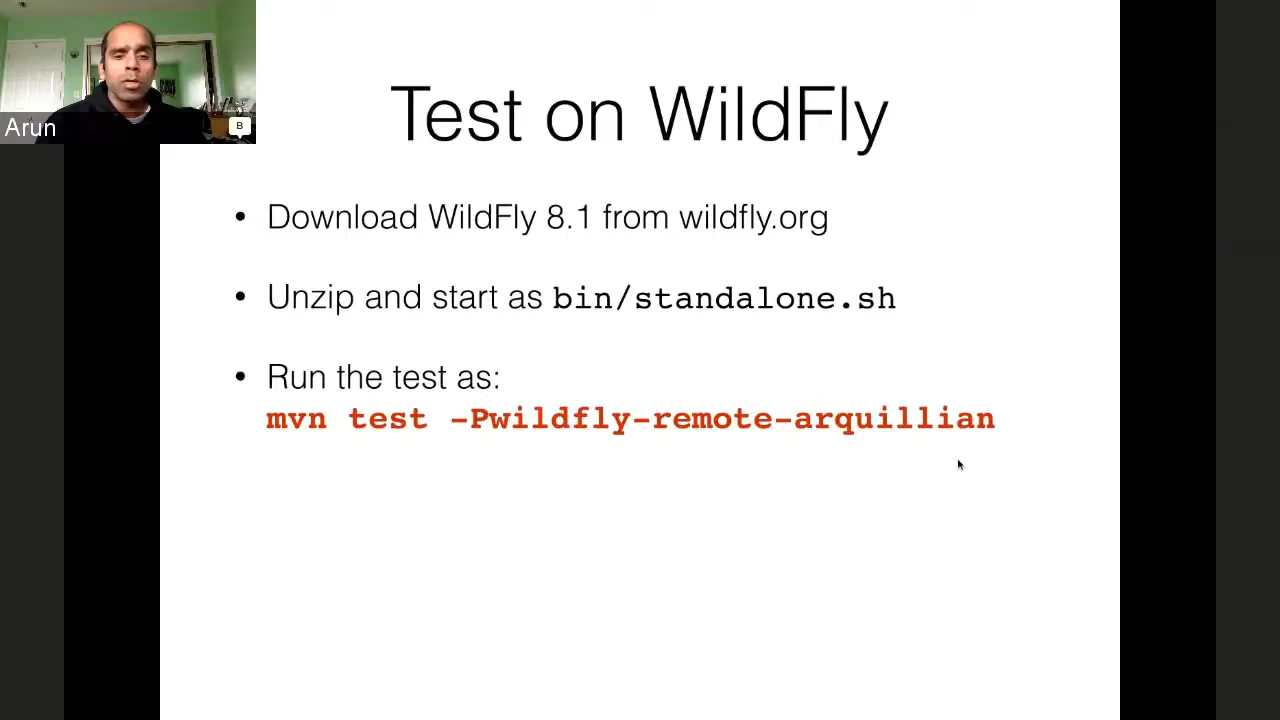 Arun
B
Test on WildFly
• Download WildFly 8.1 from wildfly.org
• Unzip and start as bin/standalone.sh
• Run the test as:
mvn test -Pwildfly-remote-arquillian